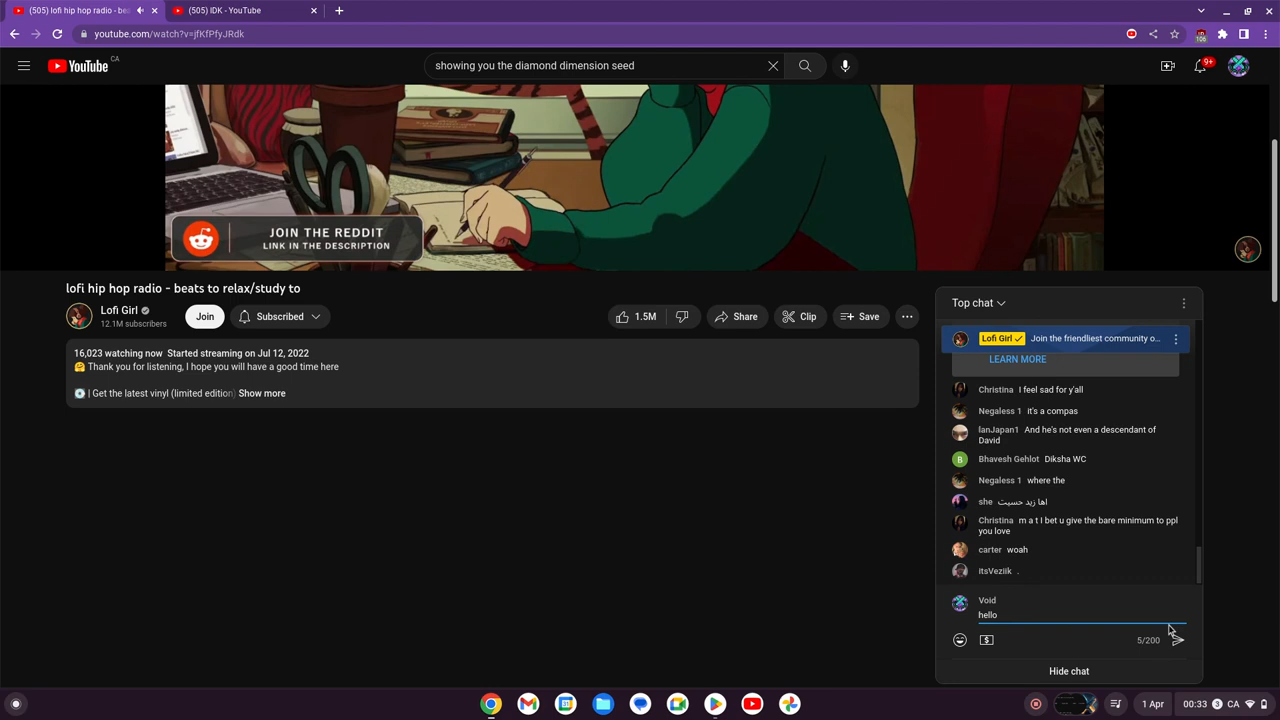 (505) lofi hip hop radio - bea
(505) IDK - YouTube
youtube.com/watch?v=jfKfPfyJRdk
106
YouTube
CA
showing you the diamond dimension seed
9+
JOIN THE REDDIT
LINK IN THE DESCRIPTION
lofi hip hop radio - beats to relax/study to
Lofi Girl
12.1M subscribers
Join
Subscribed
1.5M
Share
Clip
Save
16,023 watching now Started streaming on Jul 12, 2022
🤗 Thank you for listening, I hope you will have a good time here
💽 | Get the latest vinyl (limited edition) Show more
Top chat
Lofi Girl Join the friendliest community o...
LEARN MORE
Christina I feel sad for y'all
Negaless 1 it's a compas
IanJapan1 And he's not even a descendant of
David
B
Bhavesh Gehlot Diksha WC
Negaless 1 where the
she اها زيد حسيت
Christina m a t I bet u give the bare minimum to ppl
you love
carter woah
itsVeziik .
Void
hello
5/200
Hide chat
31
1 Apr
00:33
3
CA